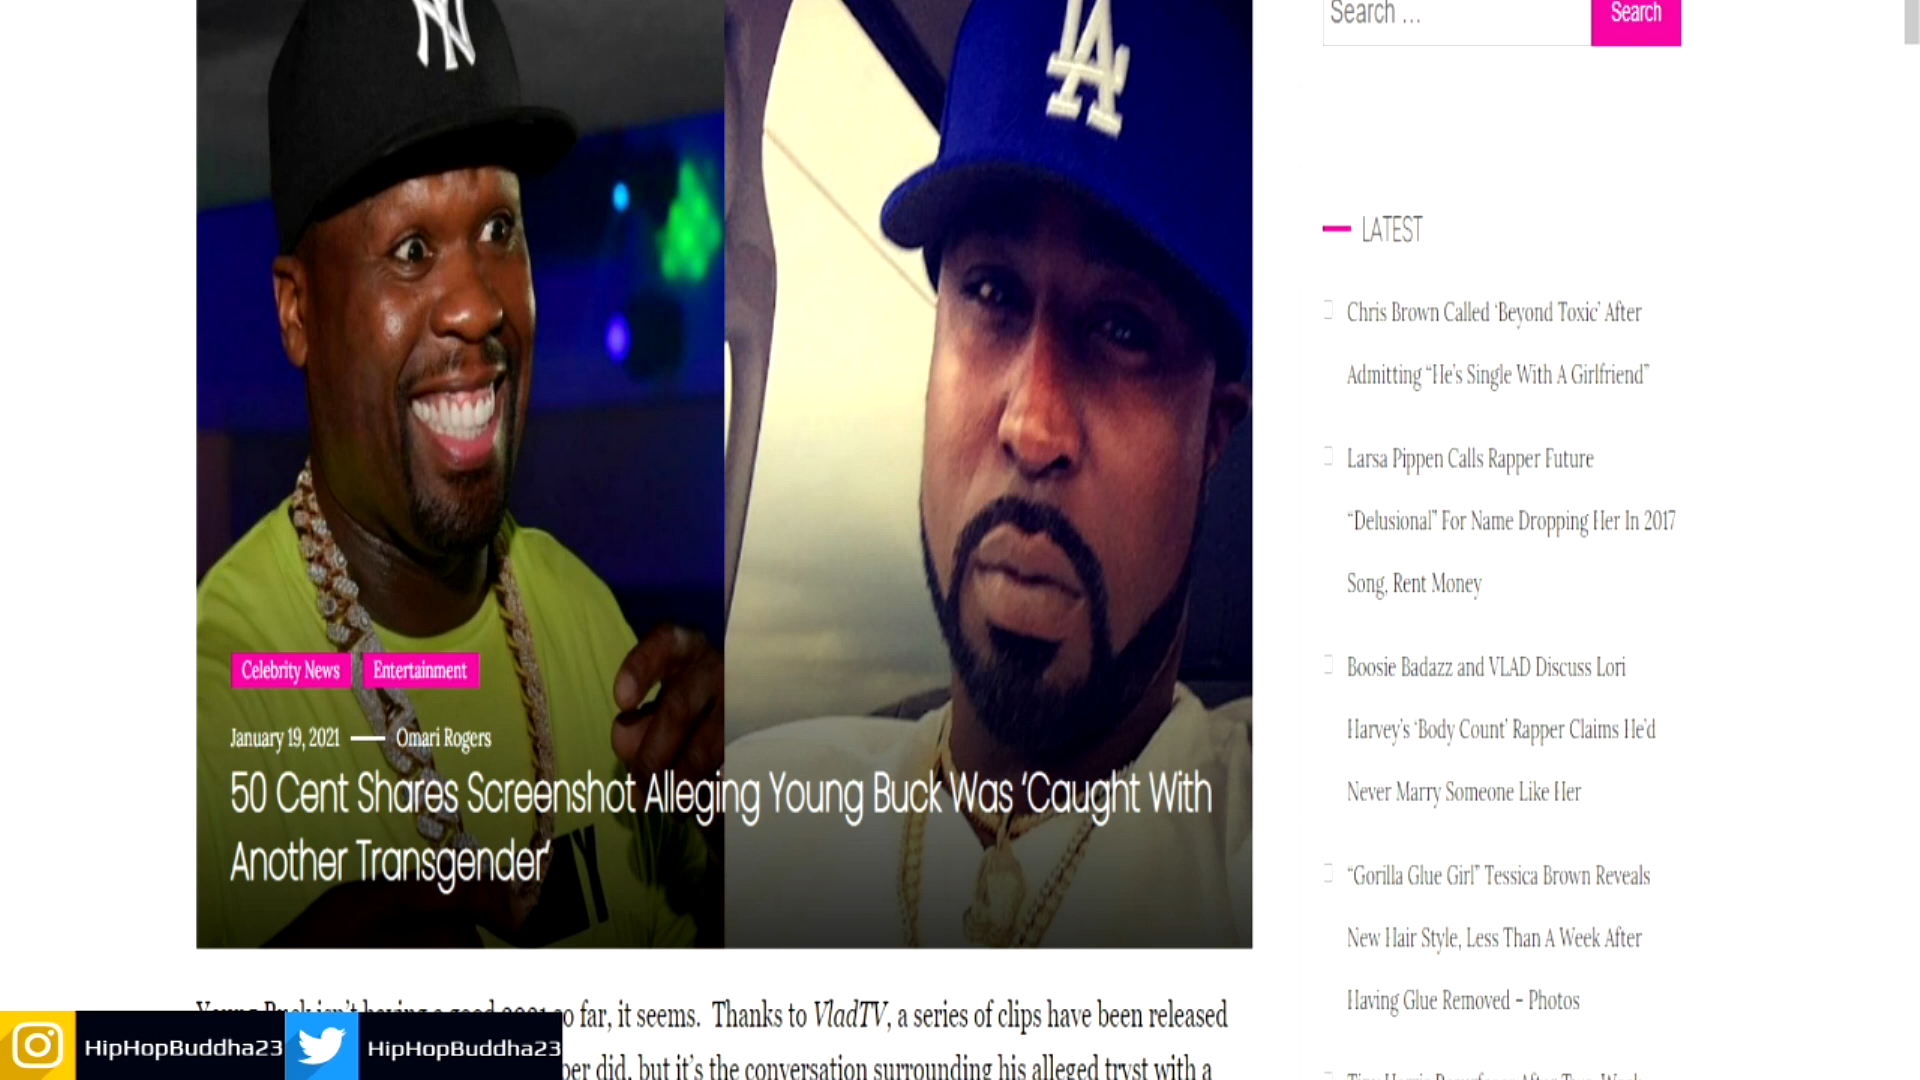 Search ...
Search
NY
LA
LATEST
Chris Brown Called ‘Beyond Toxic’ After
Admitting “He’s Single With A Girlfriend”
Larsa Pippen Calls Rapper Future
“Delusional” For Name Dropping Her In 2017
Song, Rent Money
Boosie Badazz and VLAD Discuss Lori
Harvey’s ‘Body Count’ Rapper Claims He’d
Never Marry Someone Like Her
“Gorilla Glue Girl” Tessica Brown Reveals
New Hair Style, Less Than A Week After
Having Glue Removed – Photos
Celebrity News Entertainment
January 19, 2021 — Omari Rogers
50 Cent Shares Screenshot Alleging Young Buck Was ‘Caught With
Another Transgender’
so far, it seems. Thanks to VladTV, a series of clips have been released
did, but it’s the conversation surrounding his alleged tryst with a
HipHopBuddha23
HipHopBuddha23